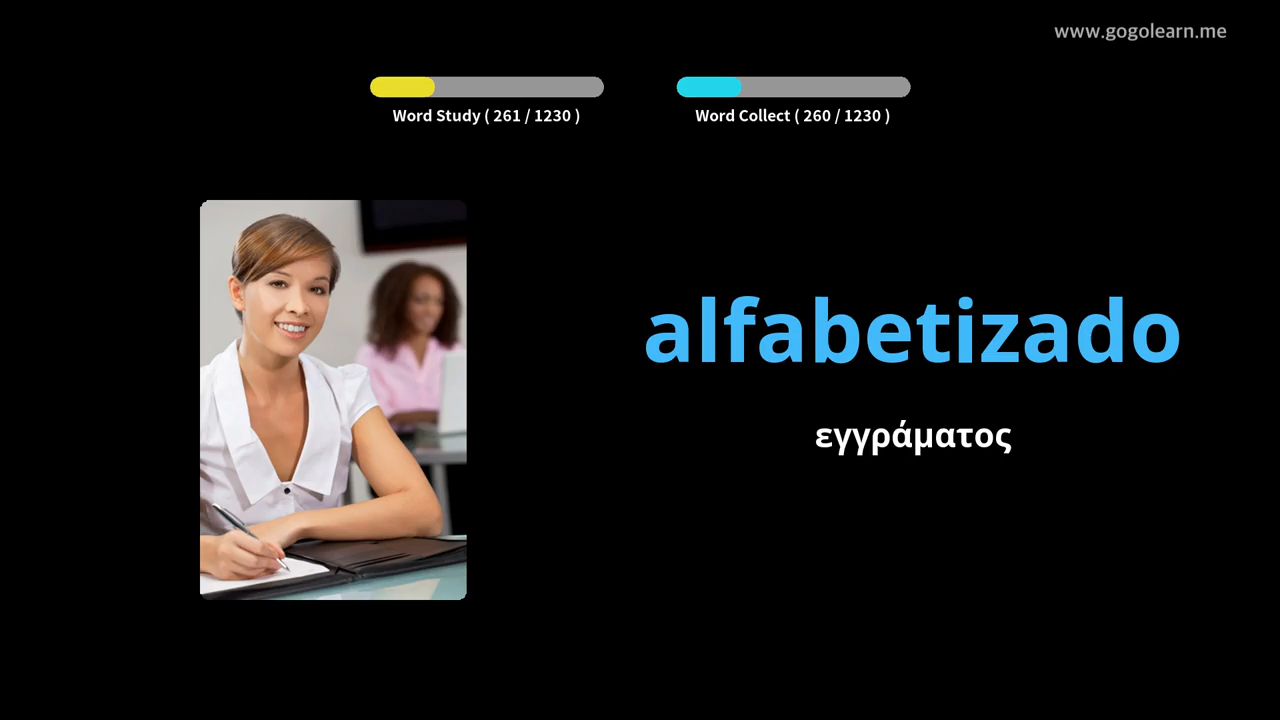 www.gogolearn.me
Word Study ( 261 / 1230 )
Word Collect ( 260 / 1230 )
alfabetizado
εγγράματος